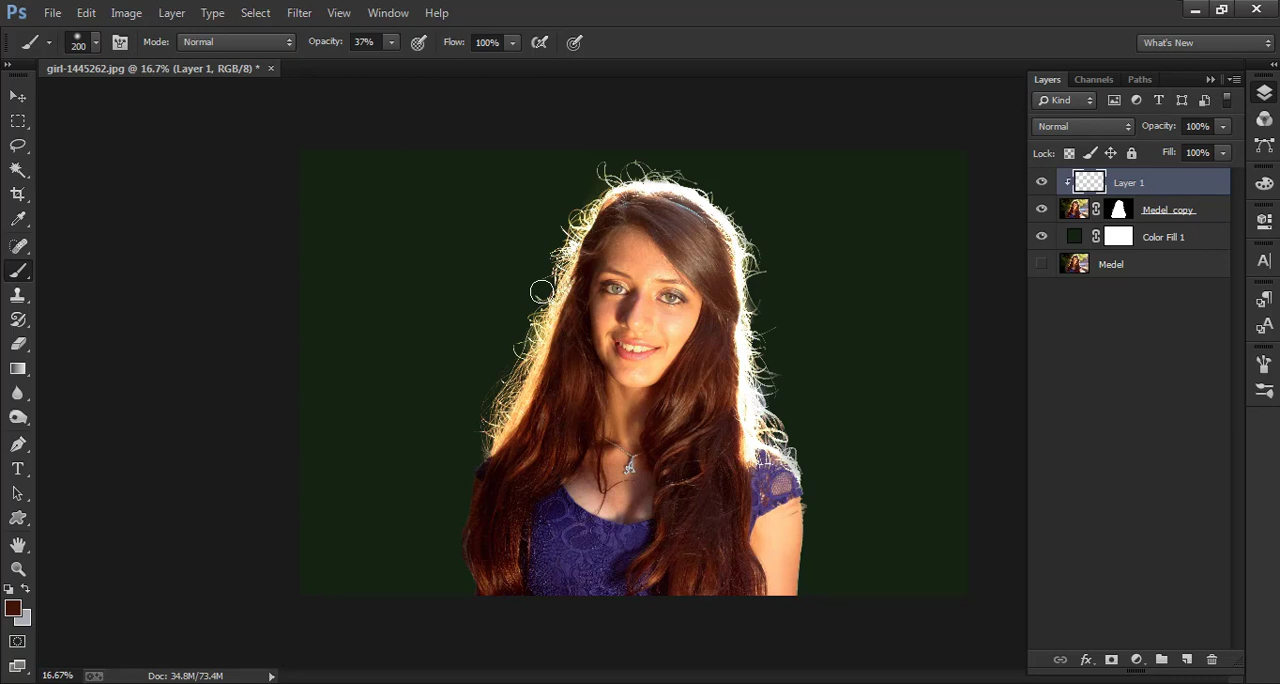 Ps File Edit Image Layer Type Select Filter View Window Help
200 Mode: Normal Opacity: 37% Flow: 100% What's New
girl-1445262.jpg @ 16.7% (Layer 1, RGB/8) * ×
Layers Channels Paths
Kind
Normal Opacity: 100%
Lock: Fill: 100%
Layer 1
Medel copy
Color Fill 1
Medel
16.67% Doc: 34.8M/73.4M